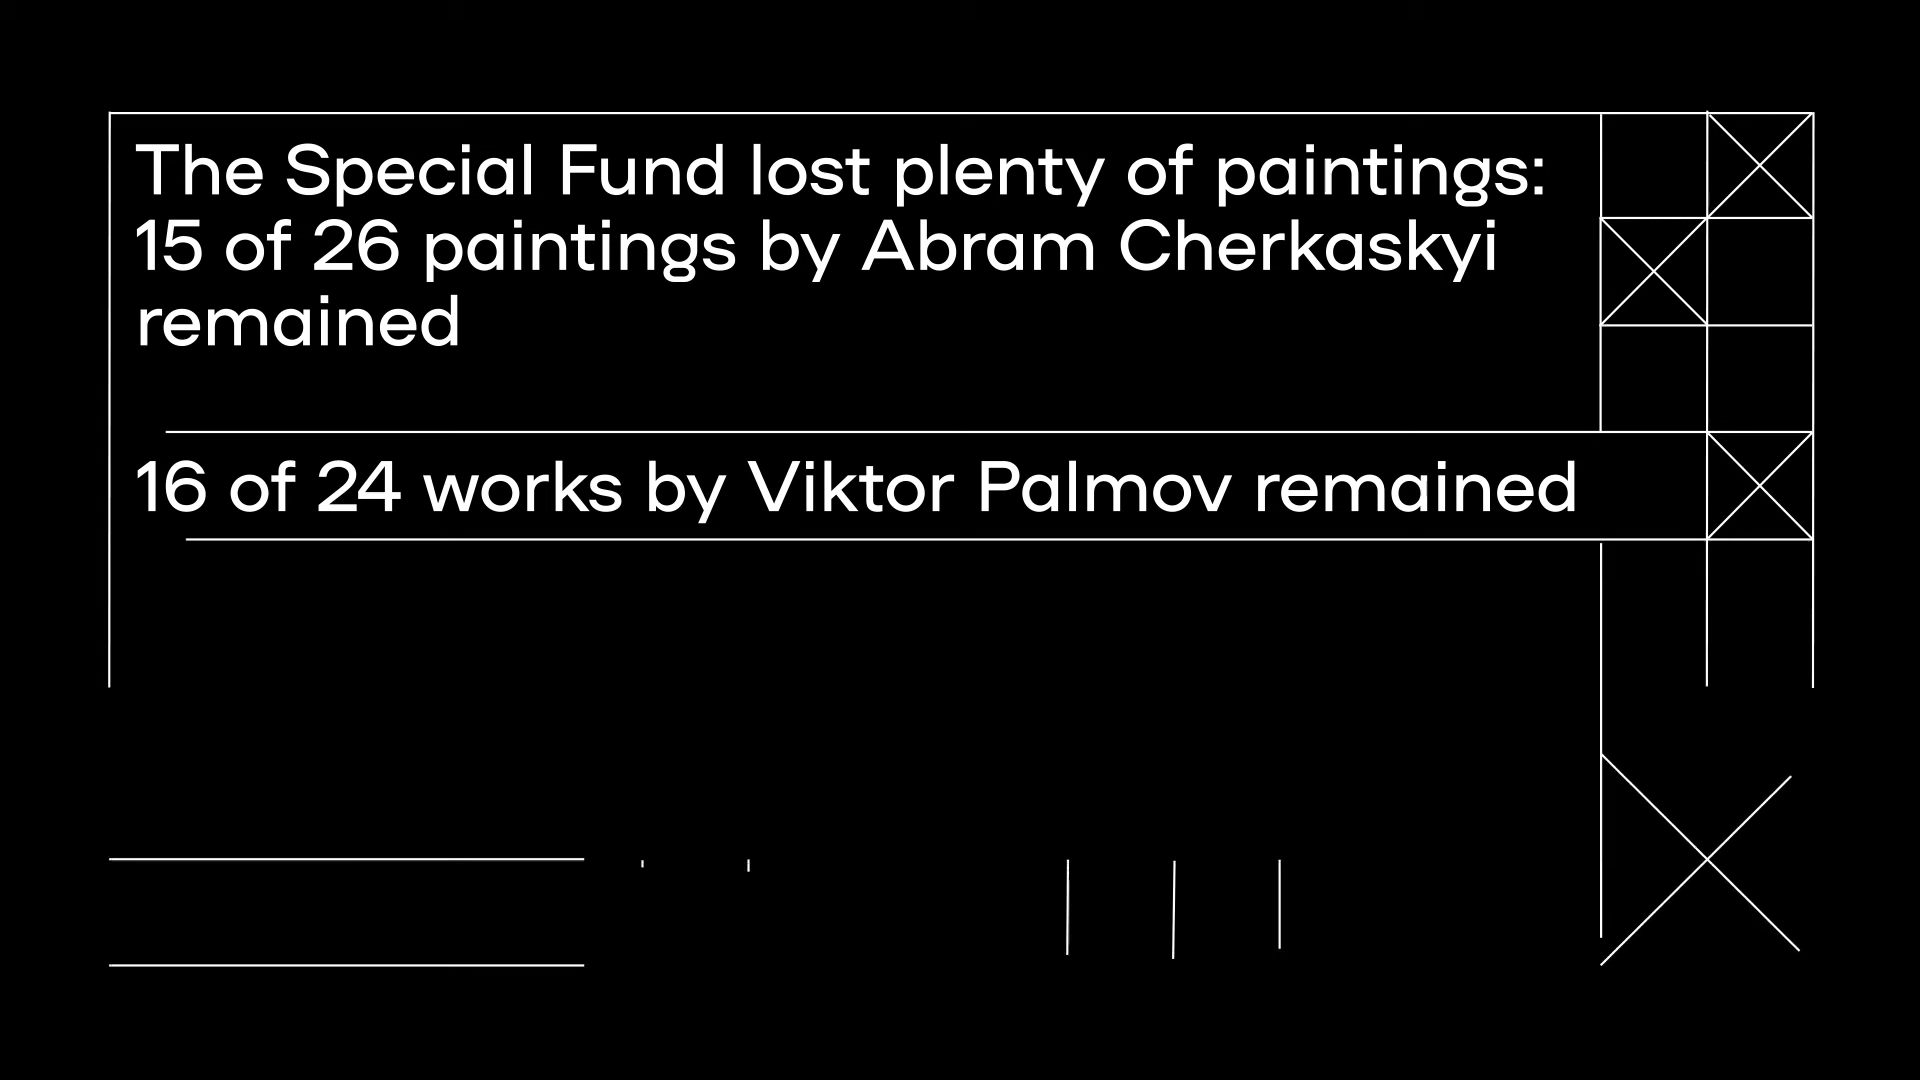 The Special Fund lost plenty of paintings:
15 of 26 paintings by Abram Cherkaskyi
remained
16 of 24 works by Viktor Palmov remained